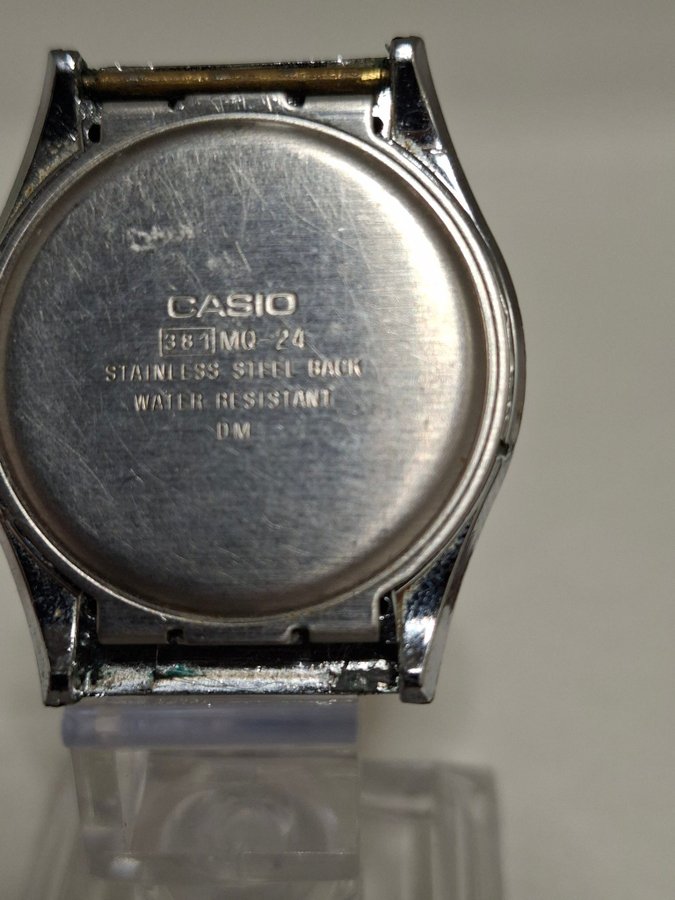 CASIO
381 MQ-24
STAINLESS STEEL BACK
WATER RESISTANT
DM